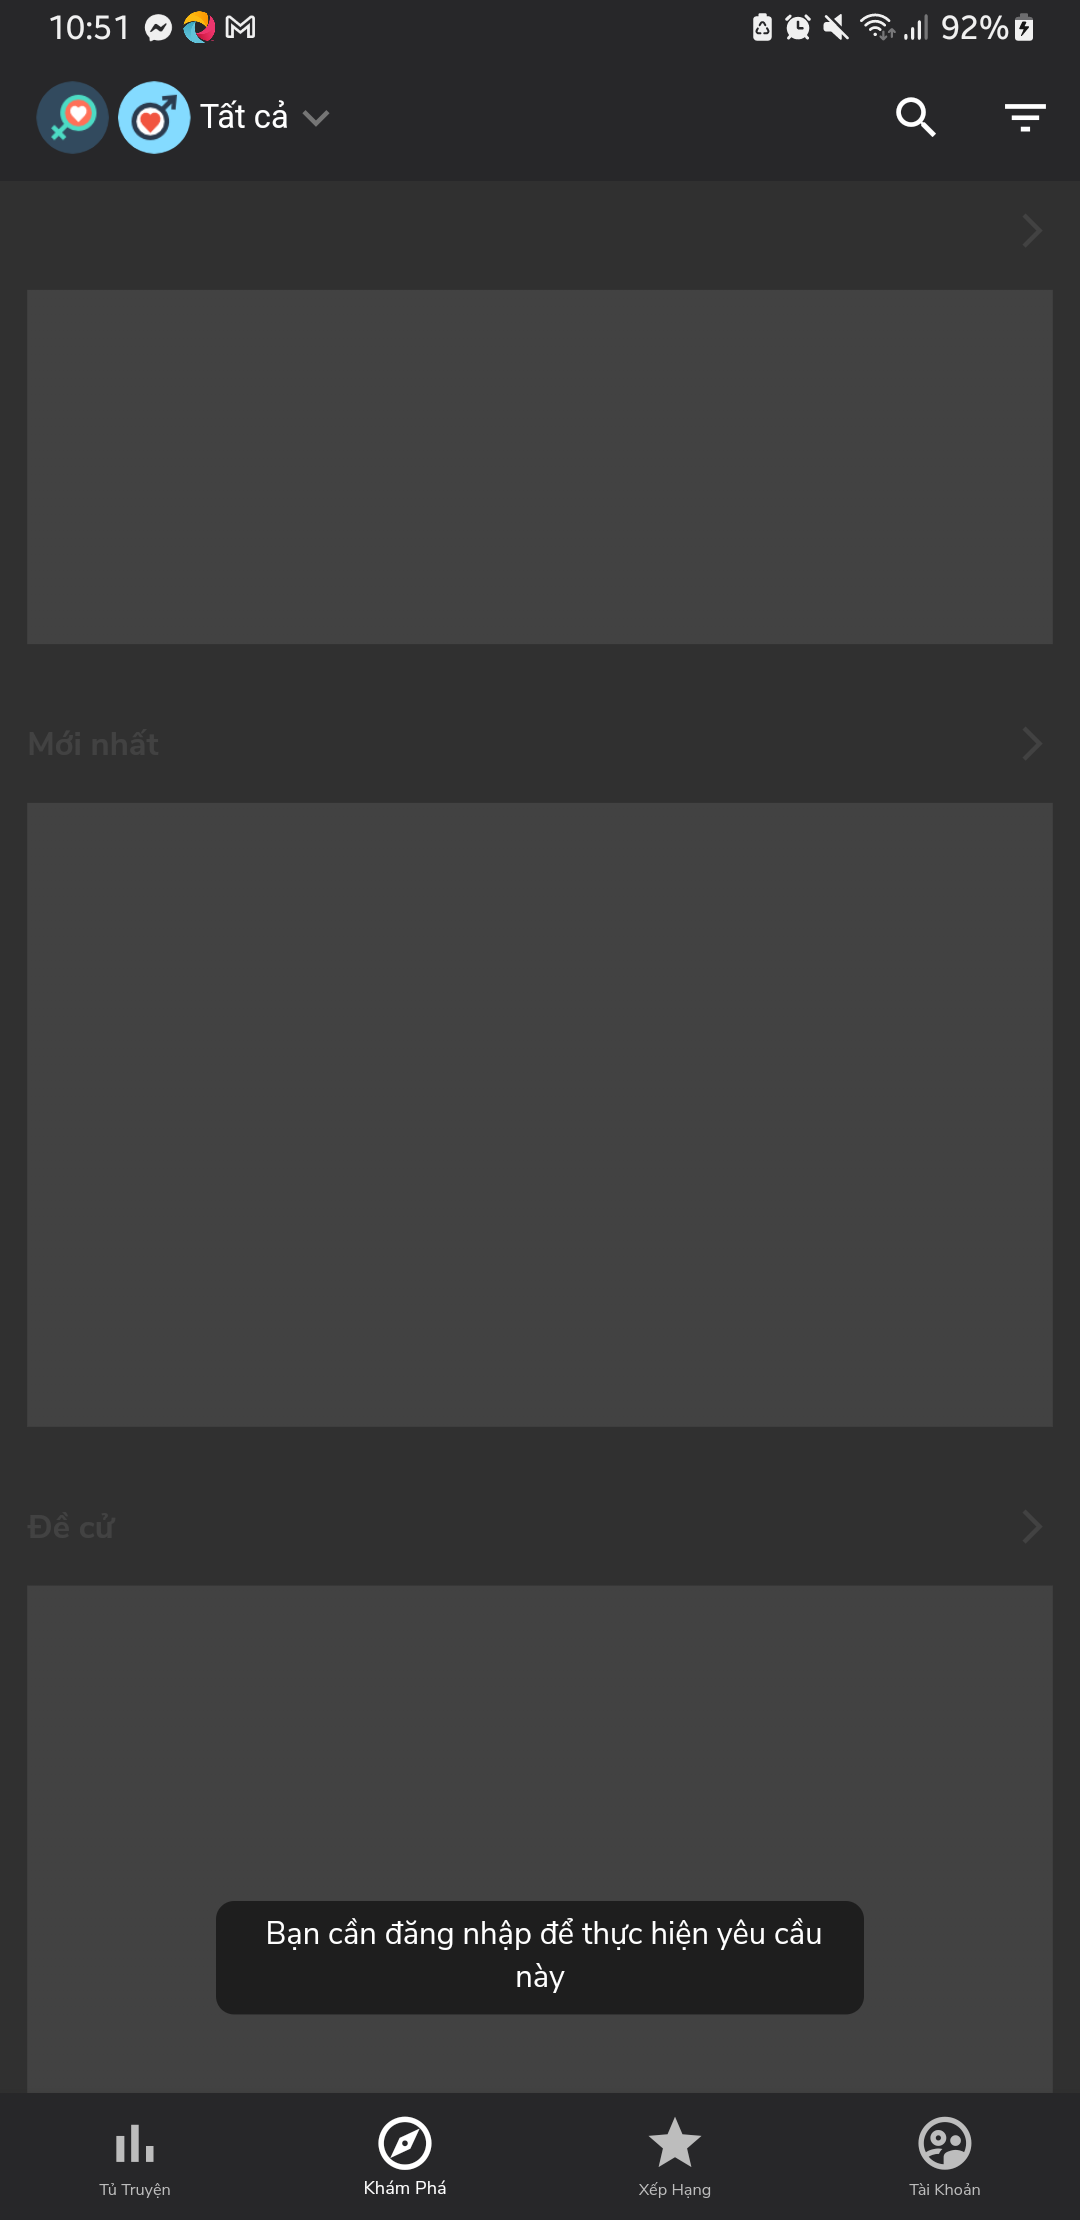 10:51
92%
Tất cả
Mới nhất
Đề cử
Bạn cần đăng nhập để thực hiện yêu cầu
này
Tủ Truyện
Khám Phá
Xếp Hạng
Tài Khoản